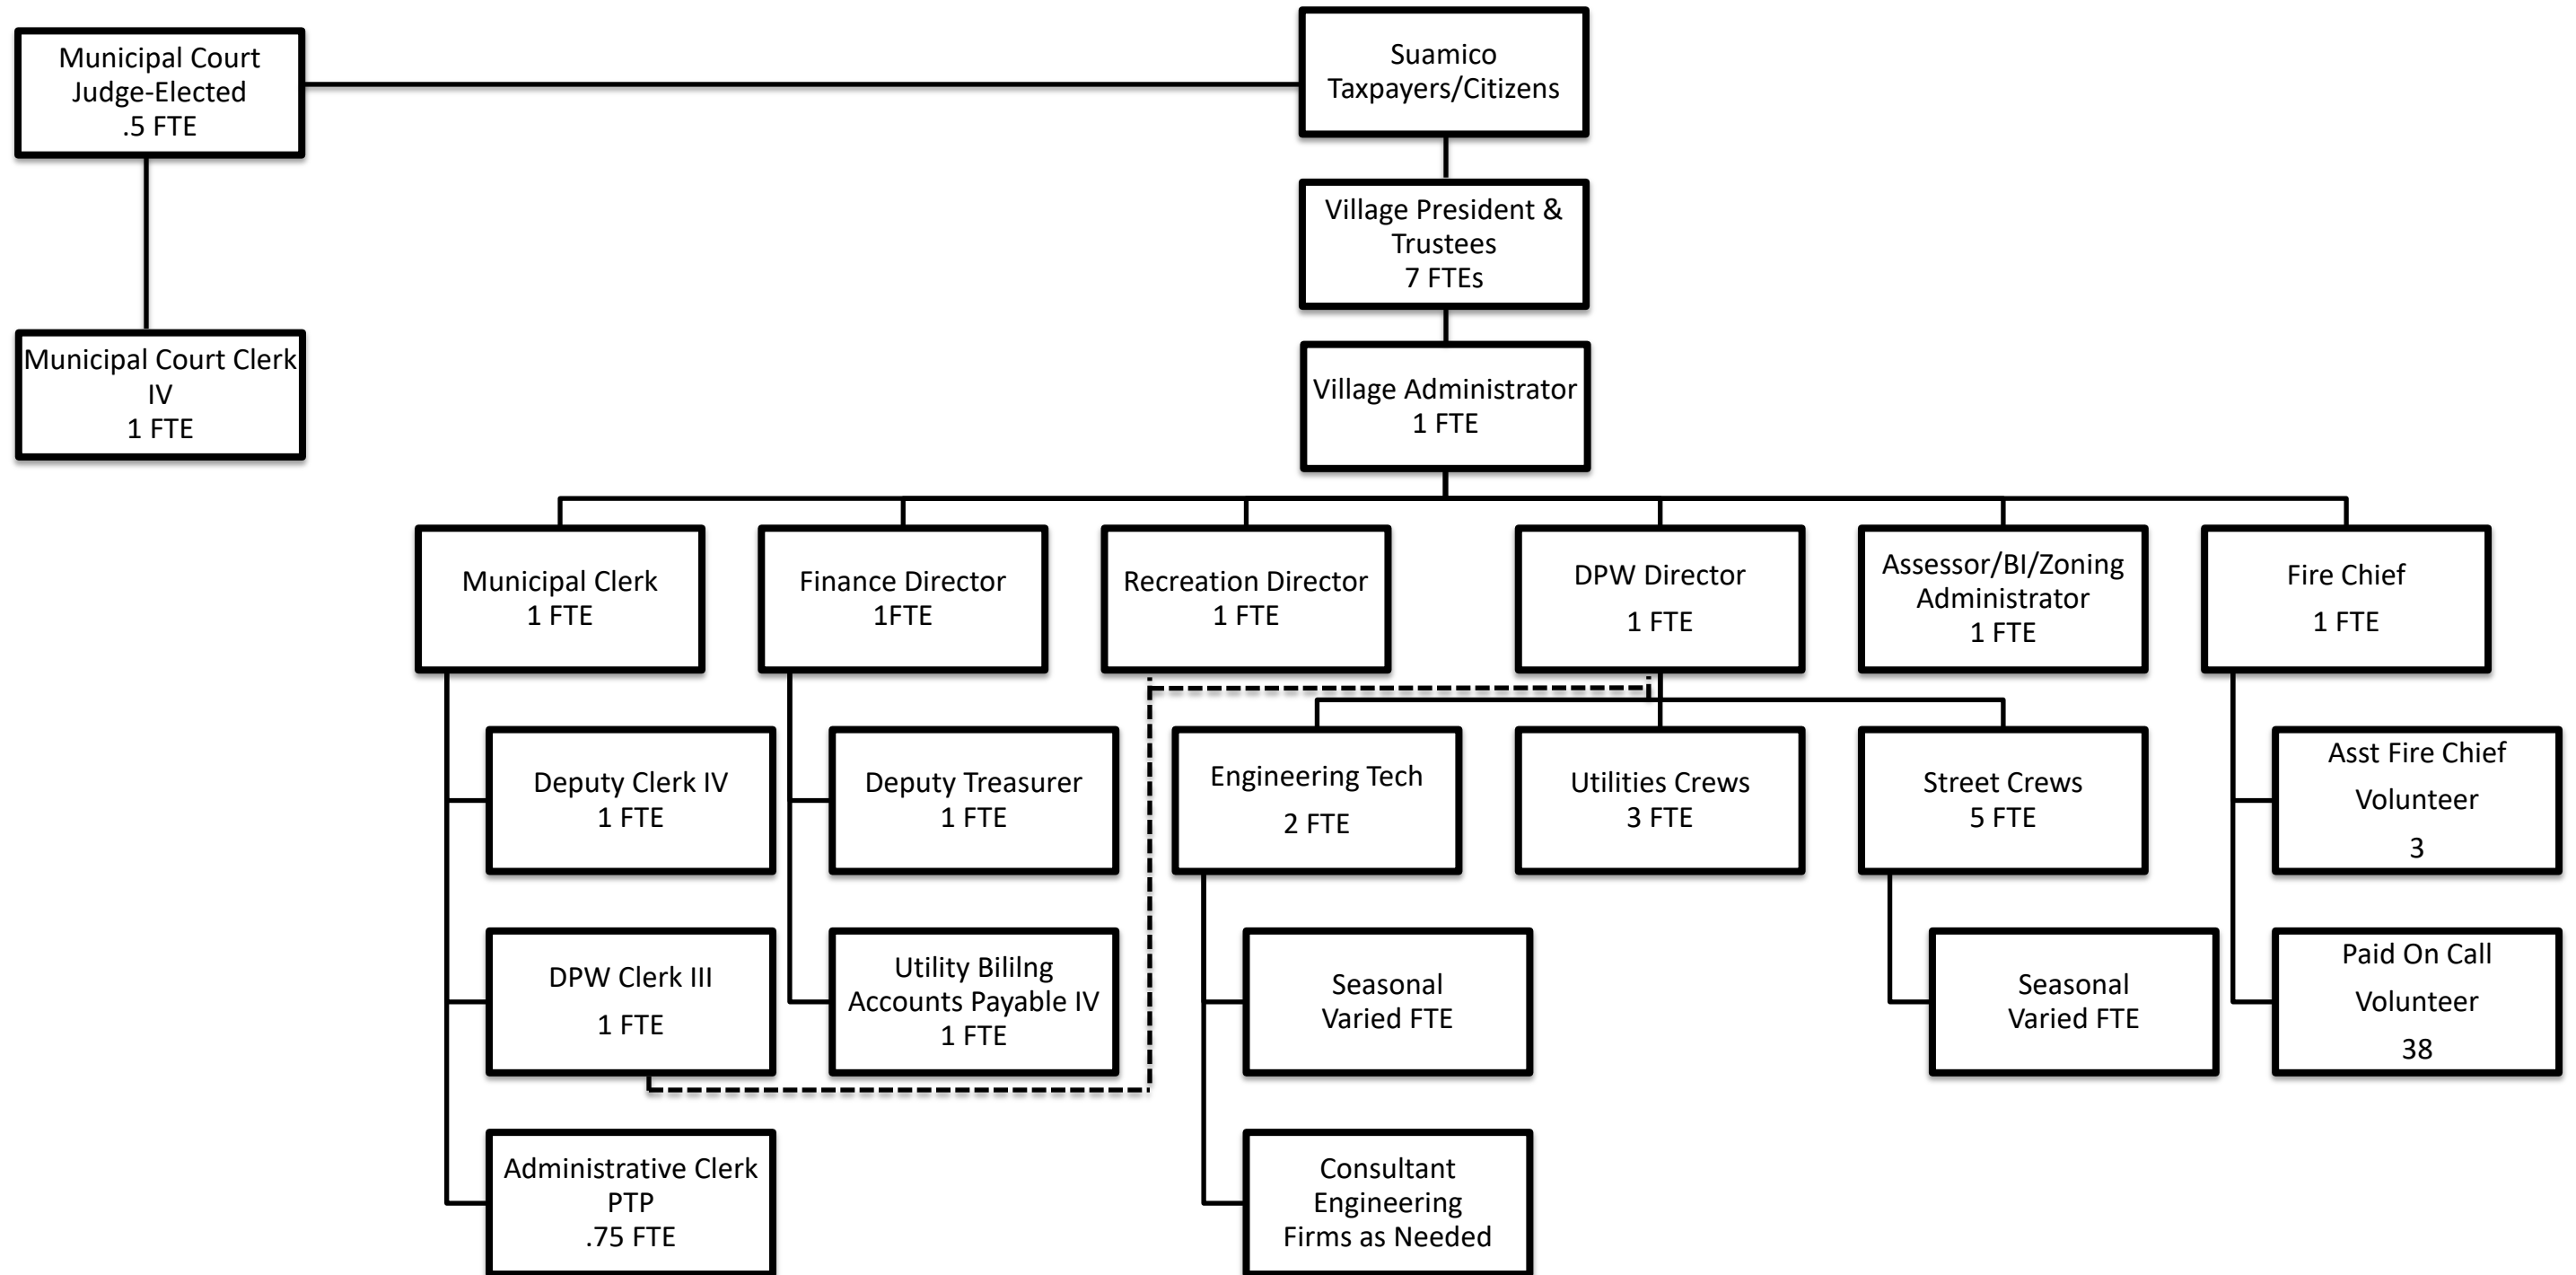 Municipal Court
Judge-Elected
.5 FTE
Suamico
Taxpayers/Citizens
Village President &
Trustees
7 FTEs
Municipal Court Clerk
IV
1 FTE
Village Administrator
1 FTE
Municipal Clerk
1 FTE
Finance Director
1FTE
Recreation Director
1 FTE
DPW Director
1 FTE
Assessor/BI/Zoning
Administrator
1 FTE
Fire Chief
1 FTE
Deputy Clerk IV
1 FTE
Deputy Treasurer
1 FTE
Engineering Tech
2 FTE
Utilities Crews
3 FTE
Street Crews
5 FTE
Asst Fire Chief
Volunteer
3
DPW Clerk III
1 FTE
Utility Bililng
Accounts Payable IV
1 FTE
Seasonal
Varied FTE
Seasonal
Varied FTE
Paid On Call
Volunteer
38
Administrative Clerk
PTP
.75 FTE
Consultant
Engineering
Firms as Needed